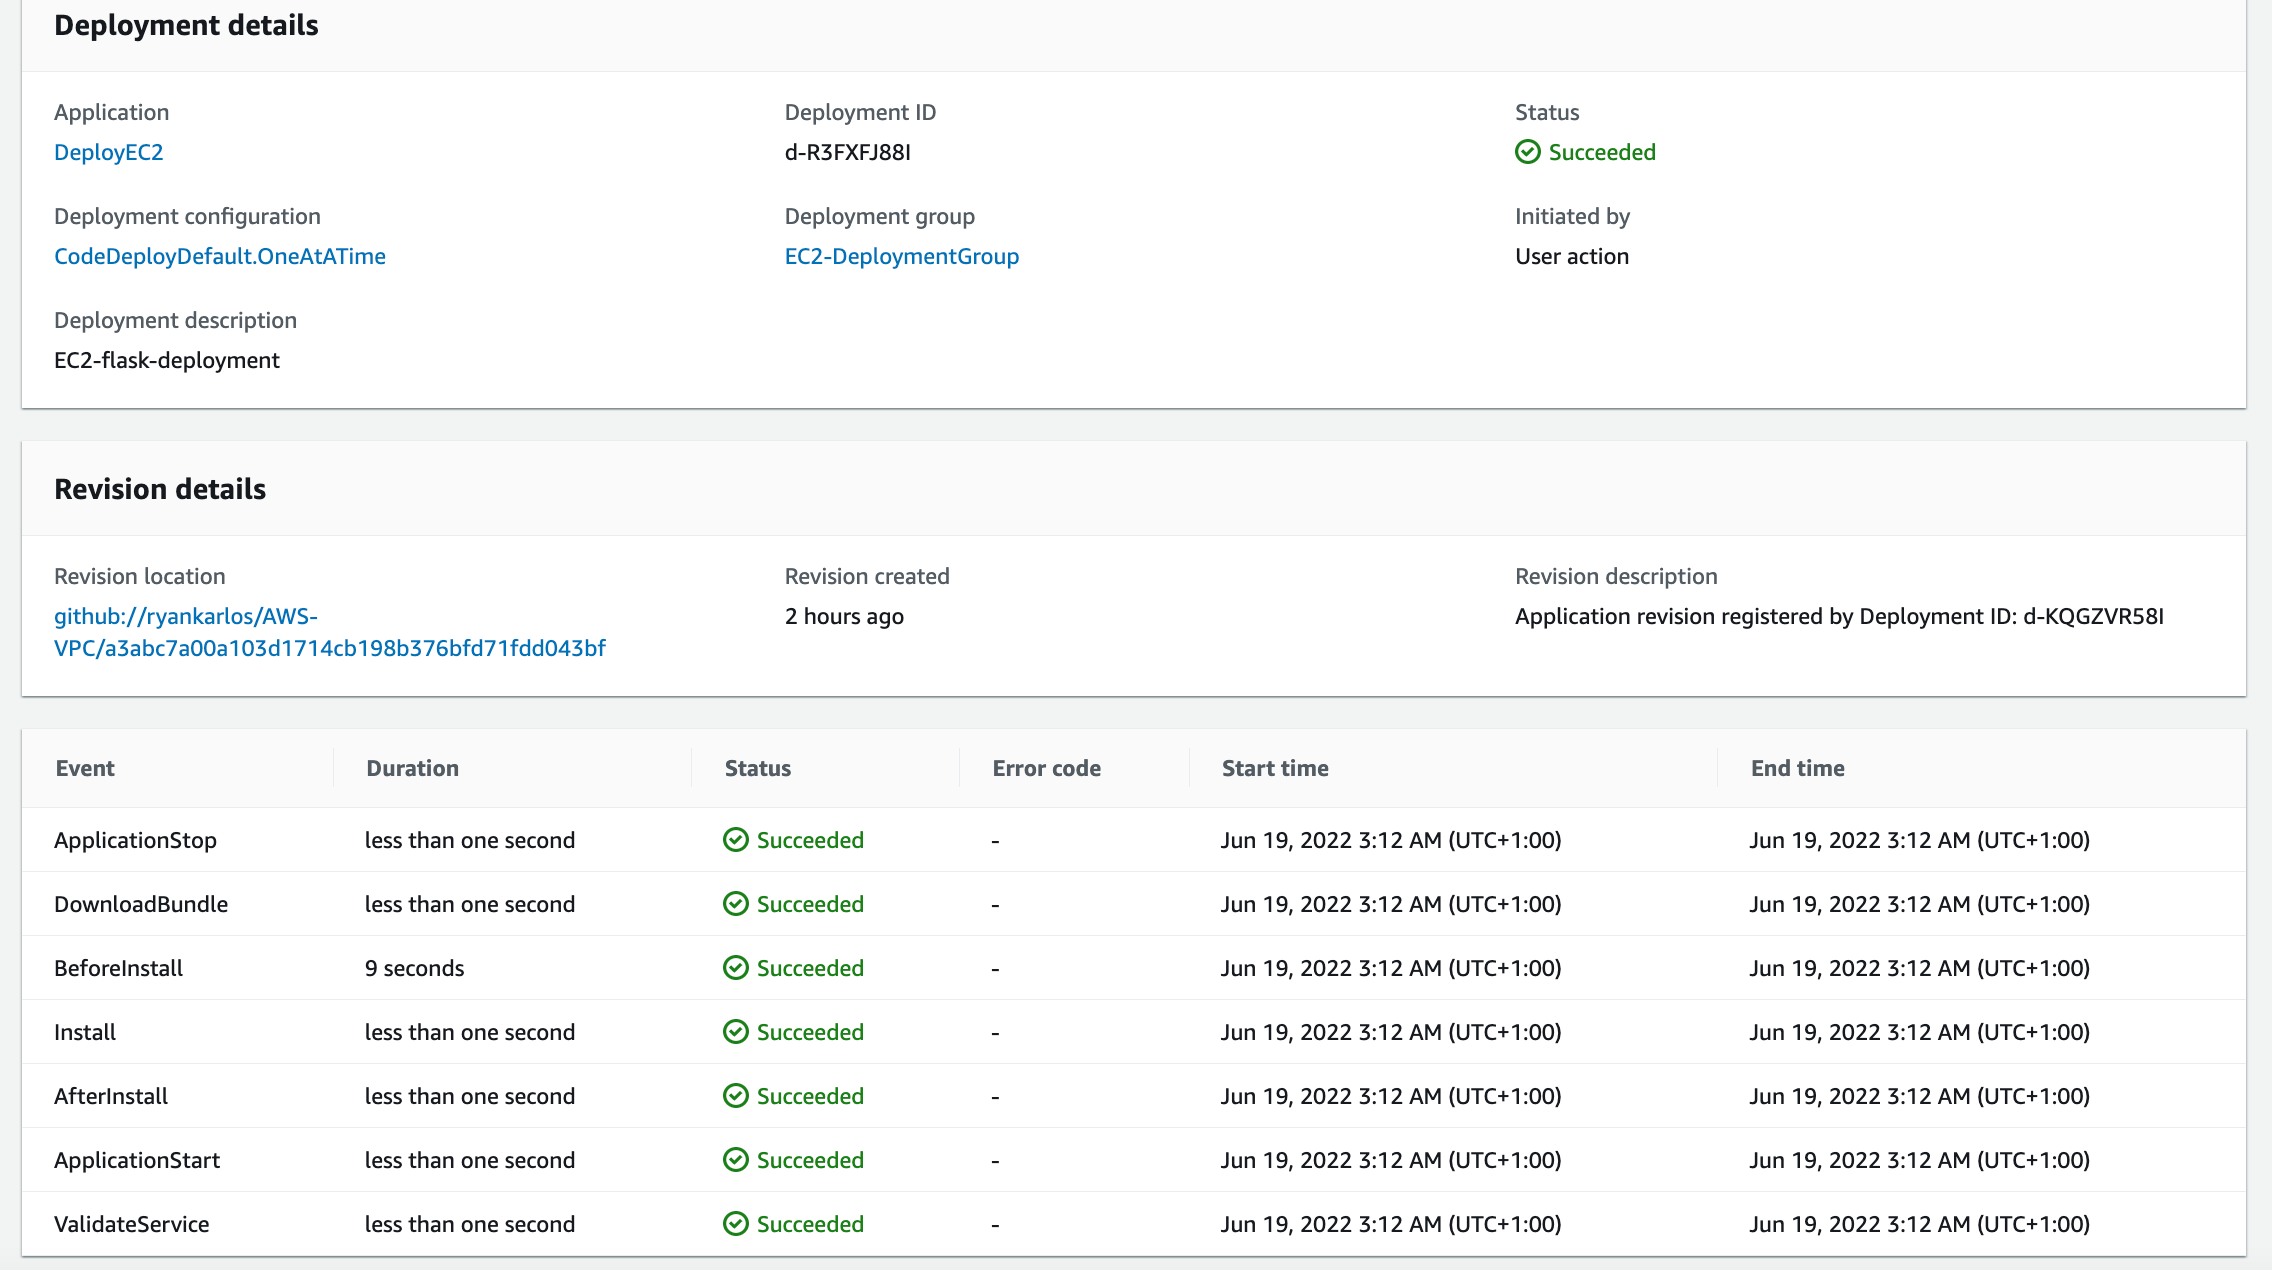 Deployment details
Application
Deployment ID
Status
DeployEC2
d-R3FXFJ88I
Succeeded
Deployment configuration
Deployment group
Initiated by
CodeDeployDefault.OneAtATime
EC2-DeploymentGroup
User action
Deployment description
EC2-flask-deployment
Revision details
Revision location
Revision created
Revision description
github://ryankarlos/AWS-
VPC/a3abc7a00a103d1714cb198b376bfd71fdd043bf
2 hours ago
Application revision registered by Deployment ID: d-KQGZVR58I
Event Duration Status Error code Start time End time
ApplicationStop less than one second Succeeded - Jun 19, 2022 3:12 AM (UTC+1:00) Jun 19, 2022 3:12 AM (UTC+1:00)
DownloadBundle less than one second Succeeded - Jun 19, 2022 3:12 AM (UTC+1:00) Jun 19, 2022 3:12 AM (UTC+1:00)
BeforeInstall 9 seconds Succeeded - Jun 19, 2022 3:12 AM (UTC+1:00) Jun 19, 2022 3:12 AM (UTC+1:00)
Install less than one second Succeeded - Jun 19, 2022 3:12 AM (UTC+1:00) Jun 19, 2022 3:12 AM (UTC+1:00)
AfterInstall less than one second Succeeded - Jun 19, 2022 3:12 AM (UTC+1:00) Jun 19, 2022 3:12 AM (UTC+1:00)
ApplicationStart less than one second Succeeded - Jun 19, 2022 3:12 AM (UTC+1:00) Jun 19, 2022 3:12 AM (UTC+1:00)
ValidateService less than one second Succeeded - Jun 19, 2022 3:12 AM (UTC+1:00) Jun 19, 2022 3:12 AM (UTC+1:00)